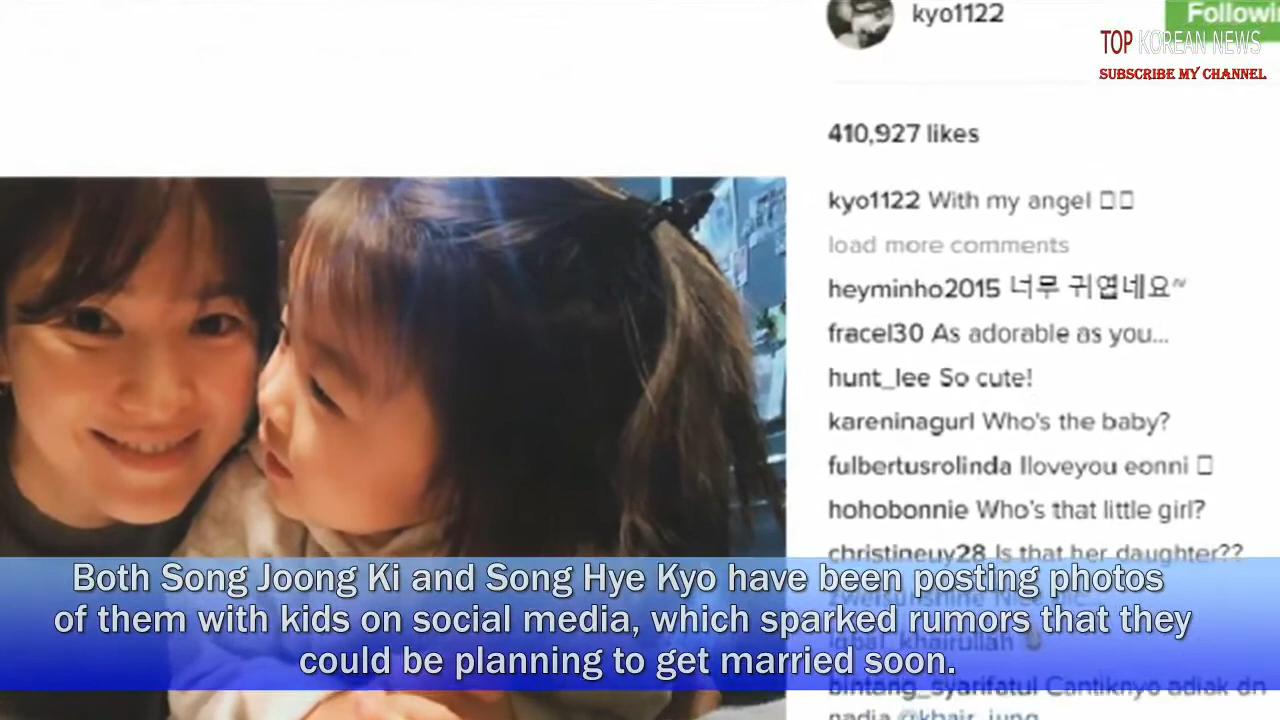 kyo1122
Followi
TOP KOREAN NEWS
SUBSCRIBE MY CHANNEL
410,927 likes
kyo1122 With my angel
load more comments
heyminho2015 너무 귀엽네요~
fracel30 As adorable as you...
hunt_lee So cute!
kareninagurl Who's the baby?
fulbertusrolinda Iloveyou eonni
hohobonnie Who's that little girl?
christineuy28 Is that her daughter??
Both Song Joong Ki and Song Hye Kyo have been posting photos
of them with kids on social media, which sparked rumors that they
could be planning to get married soon.
iqbal_khairullah
bintang_syarifatul Cantiknyo adiak dn
nadia @khair_jung